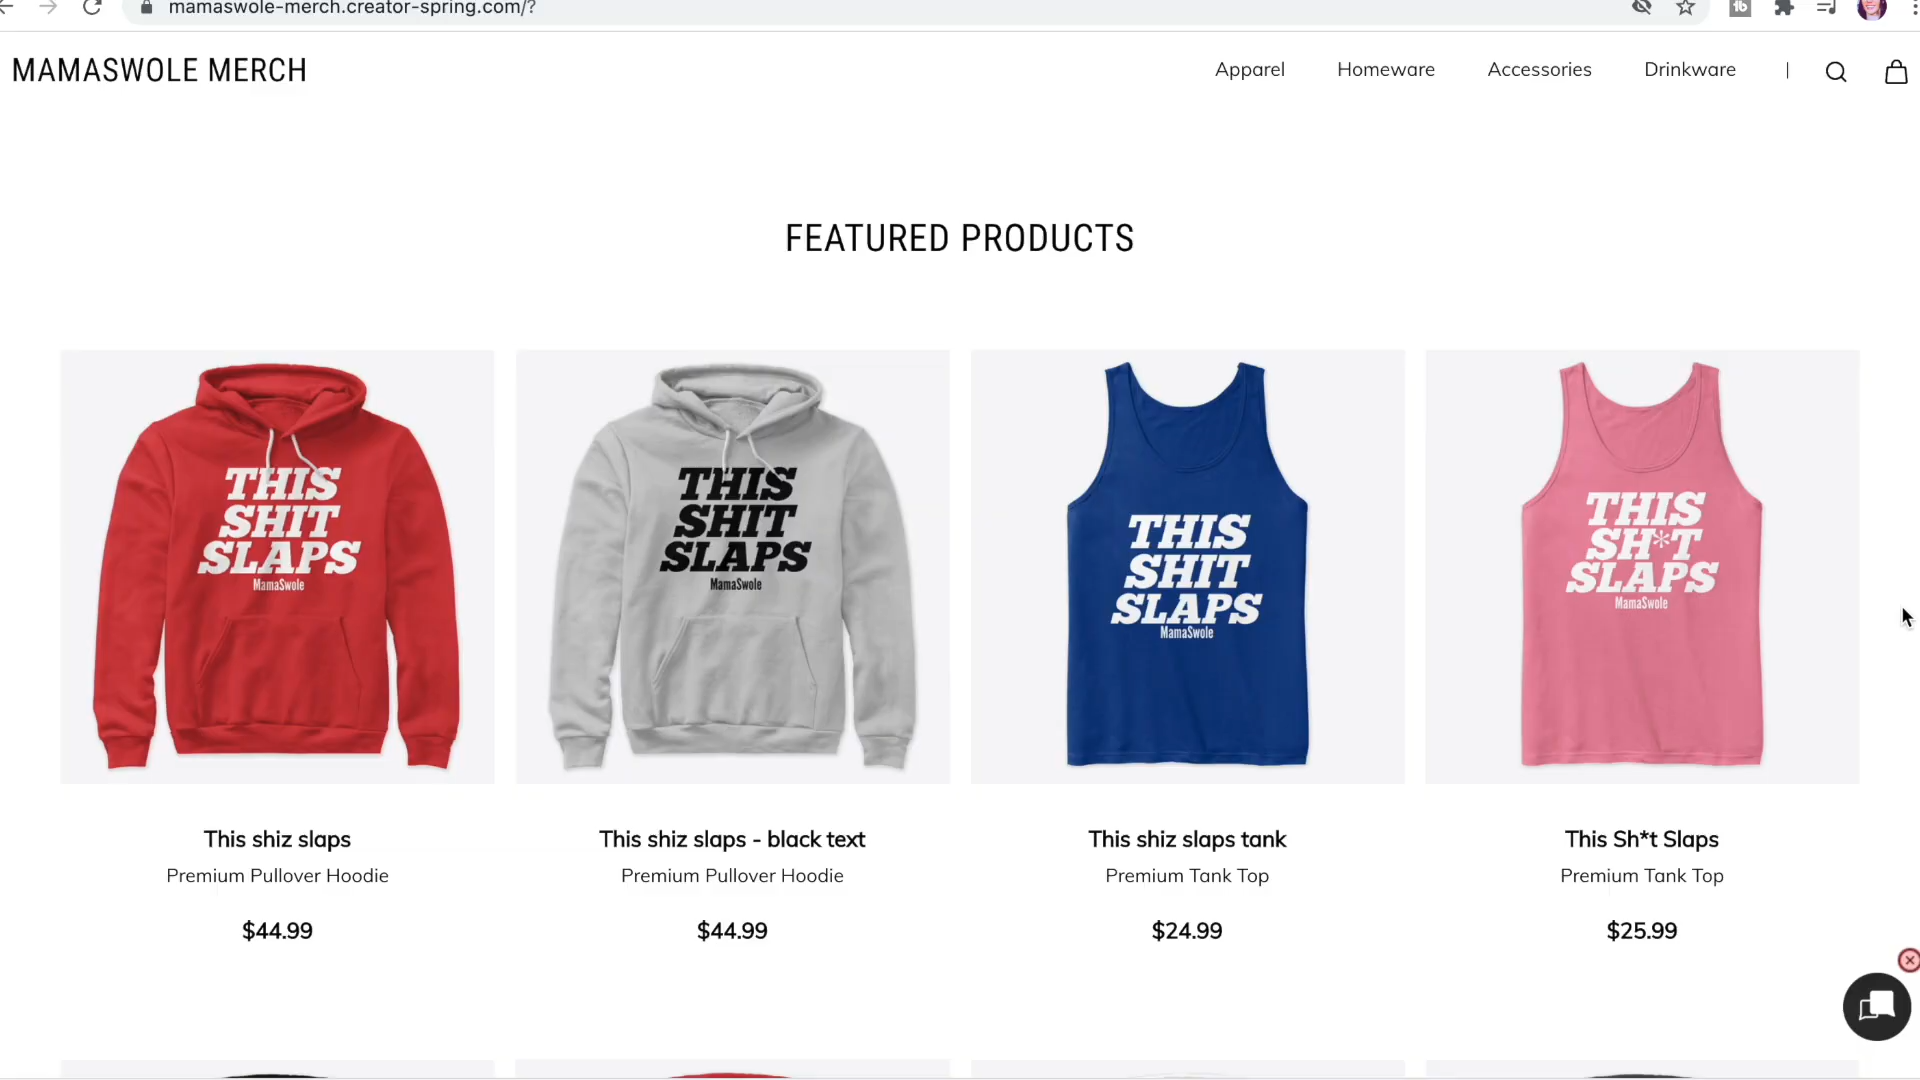 mamaswole-merch.creator-spring.com/?
MAMASWOLE MERCH
Apparel
Homeware
Accessories
Drinkware
FEATURED PRODUCTS
THIS
SHIT
SLAPS
MamaSwole
THIS
SHIT
SLAPS
MamaSwole
THIS
SHIT
SLAPS
MamaSwole
THIS
SH*T
SLAPS
MamaSwole
This shiz slaps
Premium Pullover Hoodie
$44.99
This shiz slaps - black text
Premium Pullover Hoodie
$44.99
This shiz slaps tank
Premium Tank Top
$24.99
This Sh*t Slaps
Premium Tank Top
$25.99